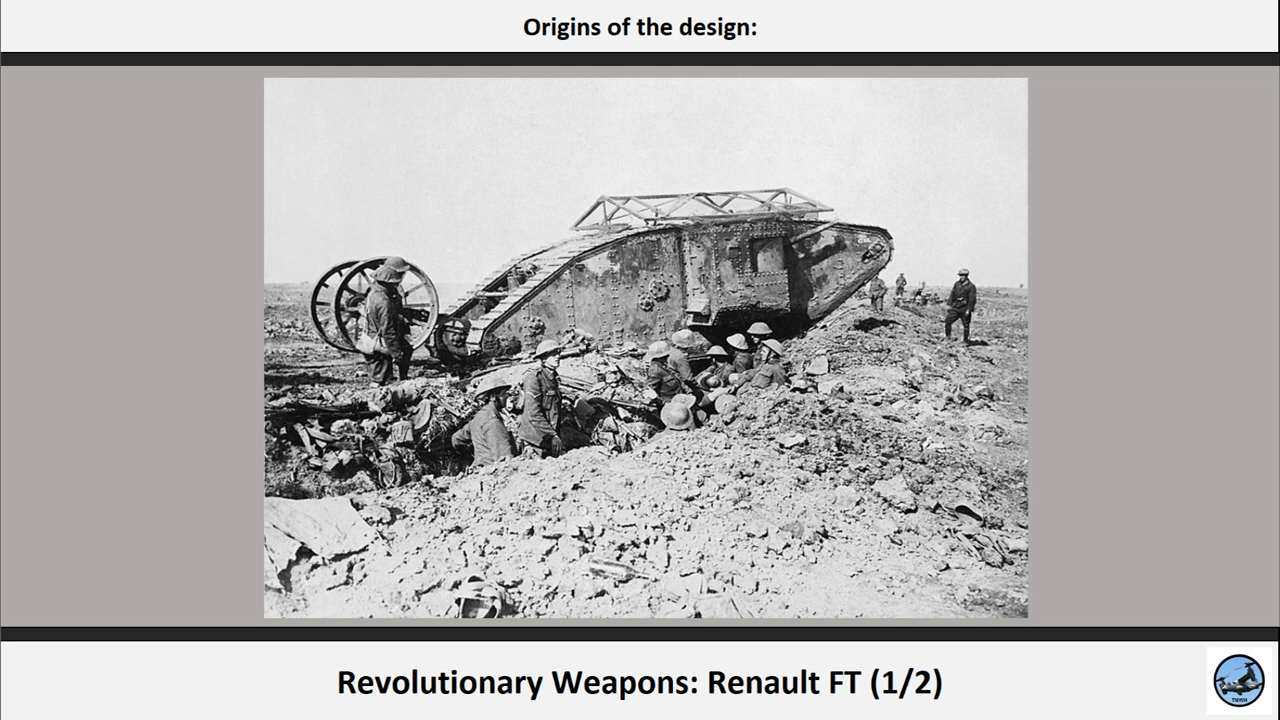 Origins of the design:
Revolutionary Weapons: Renault FT (1/2)